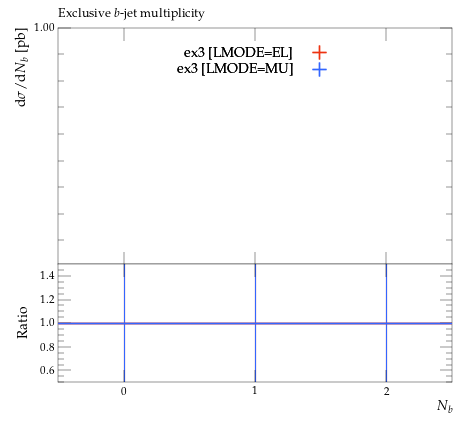 Exclusive b-jet multiplicity
dσ/dN_b [pb]
1.00
ex3 [LMODE=EL]
ex3 [LMODE=MU]
Ratio
1.4
1.2
1.0
0.8
0.6
0
1
2
N_b